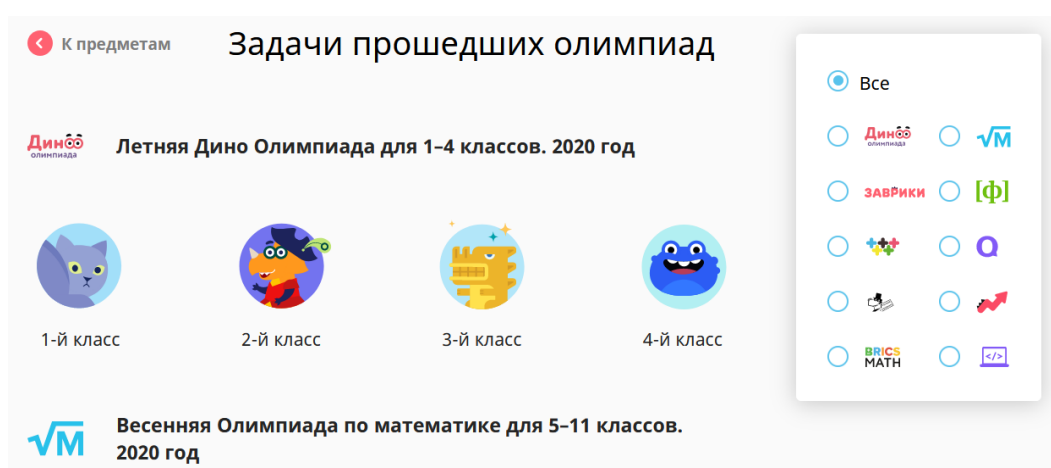 К предметам
Задачи прошедших олимпиад
Все
Дино
олимпиада
Летняя Дино Олимпиада для 1–4 классов. 2020 год
Дино
олимпиада
√M
ЗАВРИКИ
[ф]
1-й класс
2-й класс
3-й класс
4-й класс
BRICS
MATH
</>
√M
Весенняя Олимпиада по математике для 5–11 классов.
2020 год